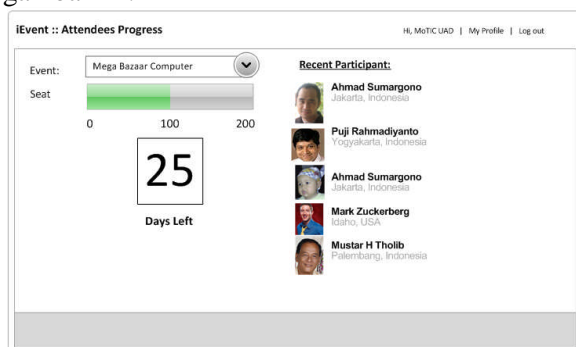 iEvent :: Attendees Progress
Hi, MoTIC UAD | My Profile | Log out
Event:
Mega Bazaar Computer
Seat
0 100 200
25
Days Left
Recent Participant:
Ahmad Sumargono
Jakarta, Indonesia
Puji Rahmadiyanto
Yogyakarta, Indonesia
Ahmad Sumargono
Jakarta, Indonesia
Mark Zuckerberg
Idaho, USA
Mustar H Tholib
Palembang, Indonesia